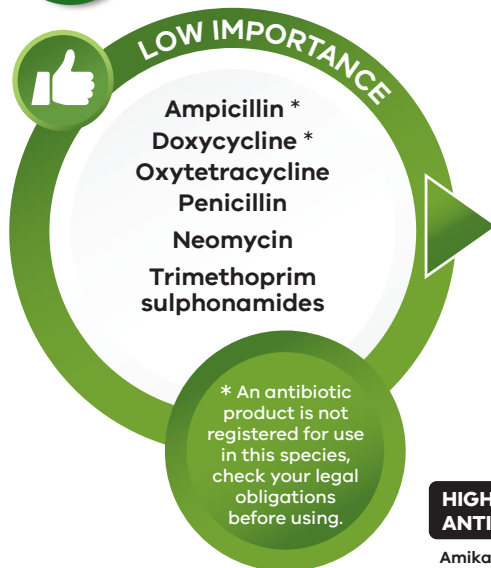 LOW IMPORTANCE
Ampicillin *
Doxycycline *
Oxytetracycline
Penicillin
Neomycin
Trimethoprim
sulphonamides
* An antibiotic
product is not
registered for use
in this species,
check your legal
obligations
before using.
HIGH
ANTI
Amika